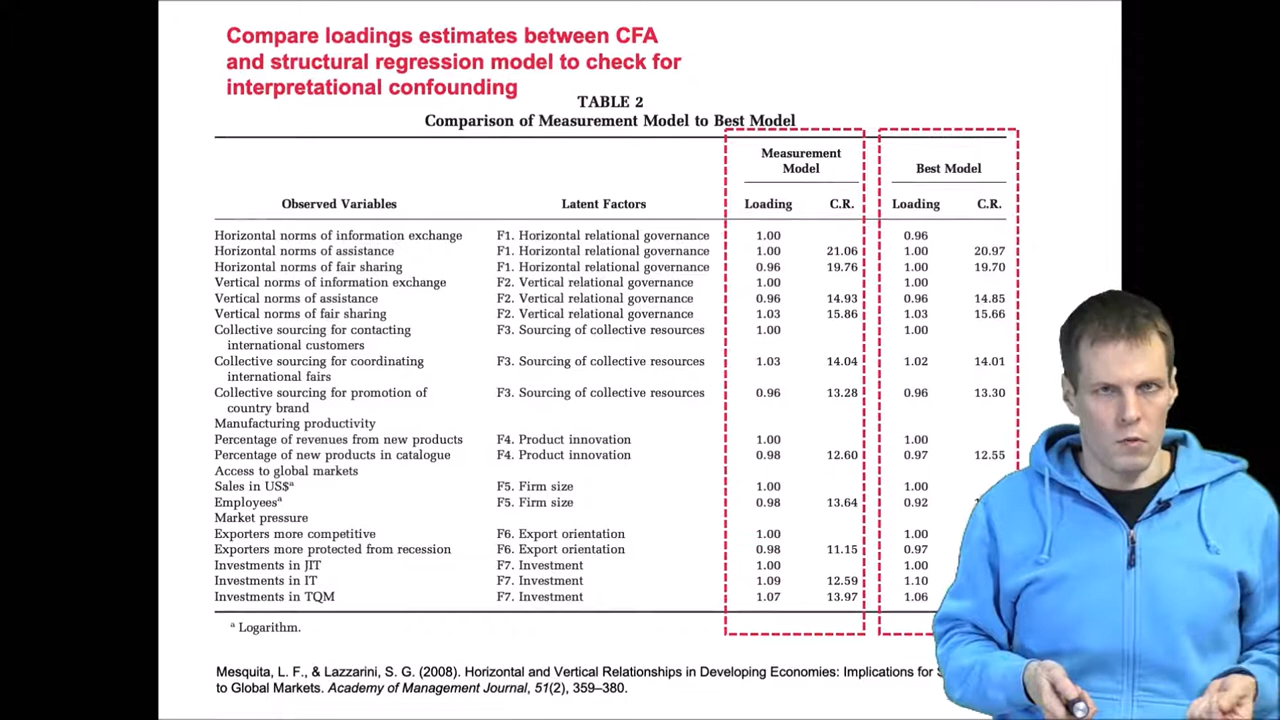 Compare loadings estimates between CFA
and structural regression model to check for
interpretational confounding
TABLE 2
Comparison of Measurement Model to Best Model
Measurement Model Best Model
Observed Variables Latent Factors Loading C.R. Loading C.R.
Horizontal norms of information exchange F1. Horizontal relational governance 1.00 0.96
Horizontal norms of assistance F1. Horizontal relational governance 1.00 21.06 1.00 20.97
Horizontal norms of fair sharing F1. Horizontal relational governance 0.96 19.76 1.00 19.70
Vertical norms of information exchange F2. Vertical relational governance 1.00 1.00
Vertical norms of assistance F2. Vertical relational governance 0.96 14.93 0.96 14.85
Vertical norms of fair sharing F2. Vertical relational governance 1.03 15.86 1.03 15.66
Collective sourcing for contacting F3. Sourcing of collective resources 1.00 1.00
international customers
Collective sourcing for coordinating F3. Sourcing of collective resources 1.03 14.04 1.02 14.01
international fairs
Collective sourcing for promotion of F3. Sourcing of collective resources 0.96 13.28 0.96 13.30
country brand
Manufacturing productivity
Percentage of revenues from new products F4. Product innovation 1.00 1.00
Percentage of new products in catalogue F4. Product innovation 0.98 12.60 0.97 12.55
Access to global markets
Sales in US$ᵃ F5. Firm size 1.00 1.00
Employeesᵃ F5. Firm size 0.98 13.64 0.92
Market pressure
Exporters more competitive F6. Export orientation 1.00 1.00
Exporters more protected from recession F6. Export orientation 0.98 11.15 0.97
Investments in JIT F7. Investment 1.00 1.00
Investments in IT F7. Investment 1.09 12.59 1.10
Investments in TQM F7. Investment 1.07 13.97 1.06
ᵃ Logarithm.
Mesquita, L. F., & Lazzarini, S. G. (2008). Horizontal and Vertical Relationships in Developing Economies: Implications for
to Global Markets. Academy of Management Journal, 51(2), 359–380.